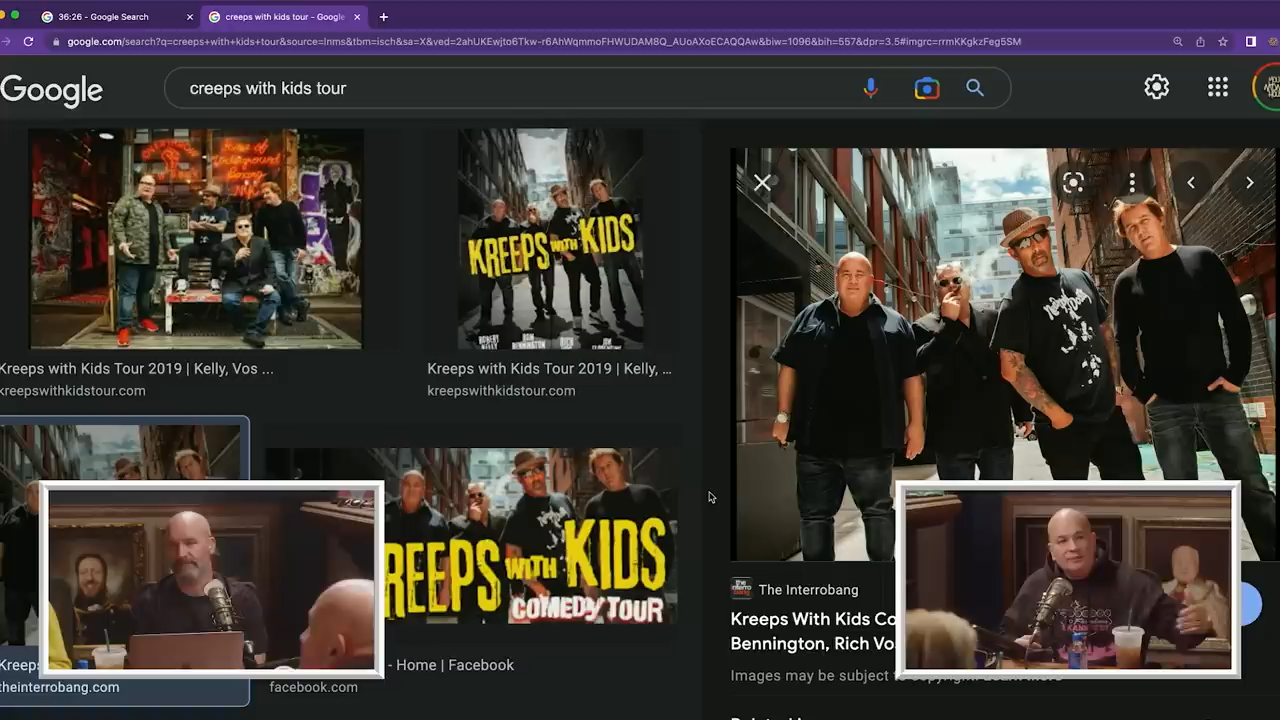 36:26 - Google Search
creeps with kids tour - Google
google.com/search?q=creeps+with+kids+tour&source=lnms&tbm=isch&sa=X&ved=2ahUKEwjto6Tkw-r6AhWqmmoFHWUDAM8Q_AUoAXoECAQQAw&biw=1096&bih=557&dpr=3.5#imgrc=rrmKKgkzFeg5SM
Google
creeps with kids tour
KREEPS WITH KIDS
Kreeps with Kids Tour 2019 | Kelly, Vos ...
kreepswithkidstour.com
Kreeps with Kids Tour 2019 | Kelly, ...
kreepswithkidstour.com
REEPS WITH KIDS
COMEDY TOUR
The Interrobang
Kreeps With Kids Co
Bennington, Rich Vo
Images may be subject
Kreeps
theinterrobang.com
- Home | Facebook
facebook.com